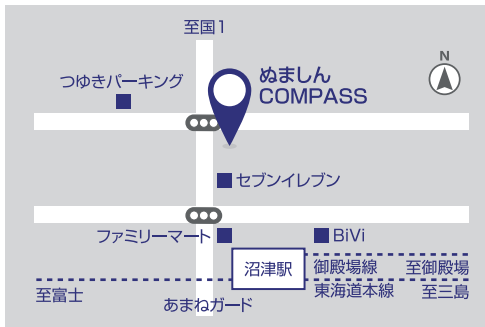 至国1
N
ぬましん
COMPASS
つゆきパーキング
セブンイレブン
ファミリーマート
BiVi
沼津駅
御殿場線
至御殿場
東海道本線
至三島
至富士
あまねガード